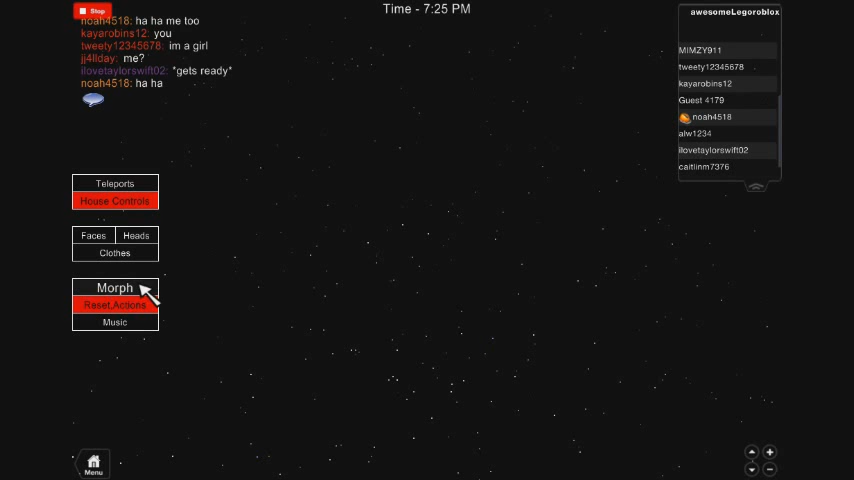 Stop
Time - 7:25 PM
awesomeLegoroblox
noah4518: ha ha me too
kayarobins12: you
tweety12345678: im a girl
jj4llday: me?
ilovetaylorswift02: *gets ready*
noah4518: ha ha
MIMZY911
tweety12345678
kayarobins12
Guest 4179
noah4518
alw1234
ilovetaylorswift02
caitlinm7376
Teleports
House Controls
Faces Heads
Clothes
Morph
Reset,Actions
Music
Menu